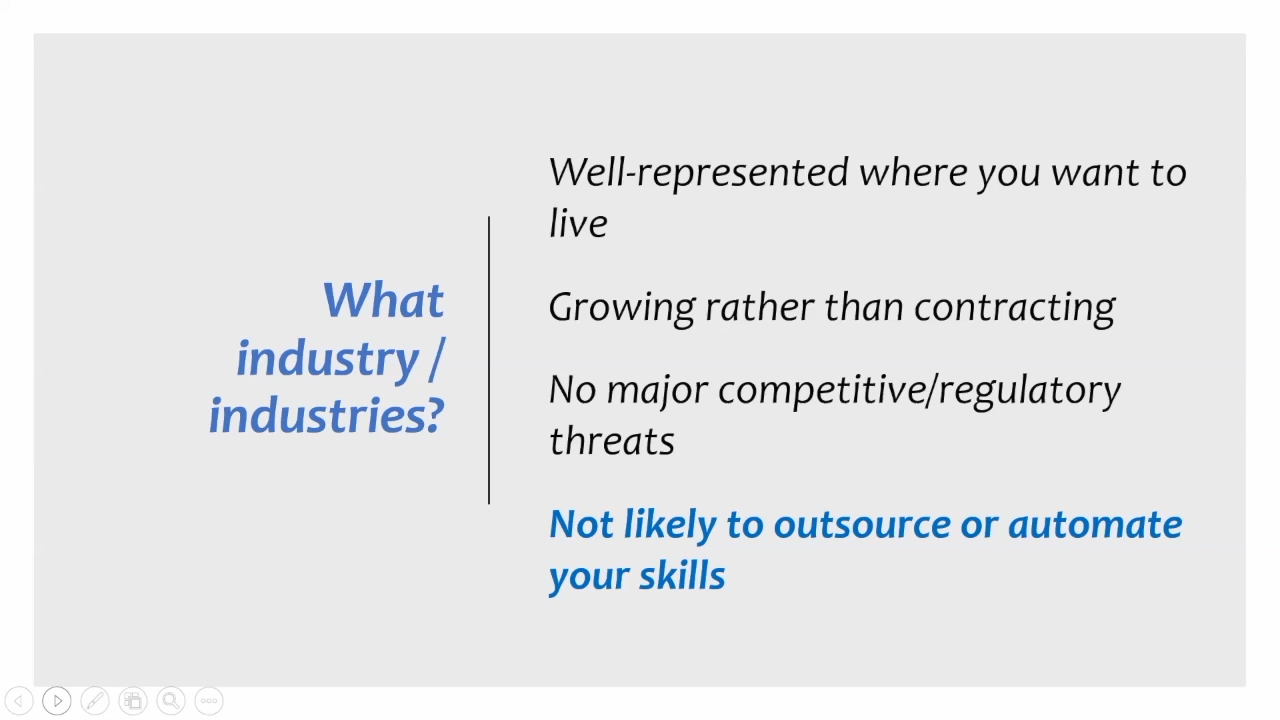 What
industry /
industries?
Well-represented where you want to
live
Growing rather than contracting
No major competitive/regulatory
threats
Not likely to outsource or automate
your skills